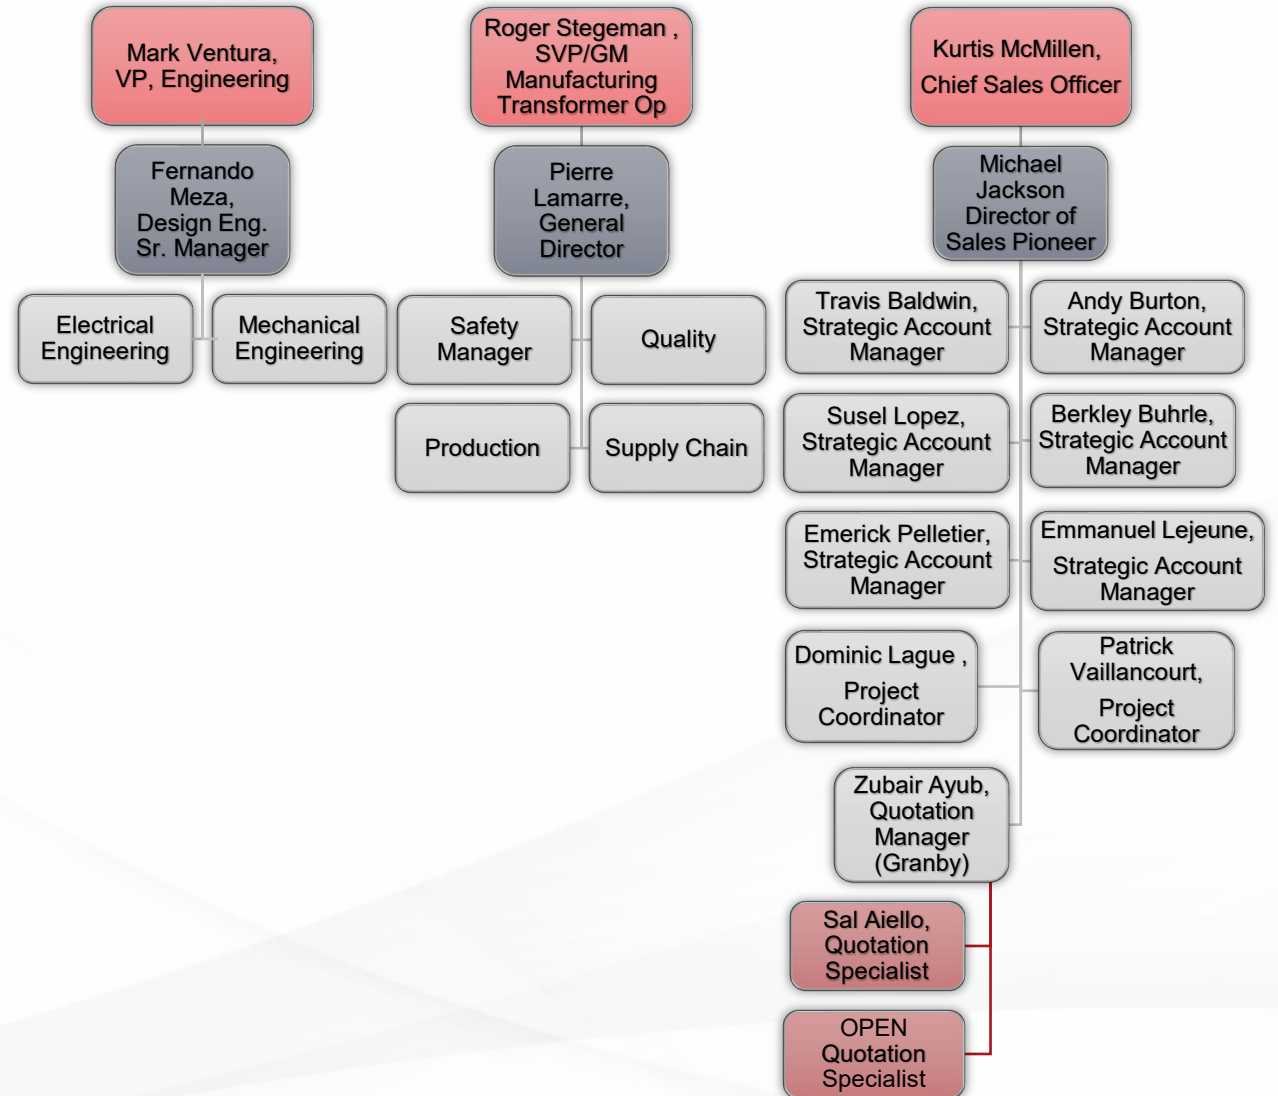 Mark Ventura,
VP, Engineering
Fernando
Meza,
Design Eng.
Sr. Manager
Electrical
Engineering
Mechanical
Engineering
Roger Stegeman ,
SVP/GM
Manufacturing
Transformer Op
Pierre
Lamarre,
General
Director
Safety
Manager
Quality
Production
Supply Chain
Kurtis McMillen,
Chief Sales Officer
Michael
Jackson
Director of
Sales Pioneer
Travis Baldwin,
Strategic Account
Manager
Andy Burton,
Strategic Account
Manager
Susel Lopez,
Strategic Account
Manager
Berkley Buhrle,
Strategic Account
Manager
Emerick Pelletier,
Strategic Account
Manager
Emmanuel Lejeune,
Strategic Account
Manager
Dominic Lague ,
Project
Coordinator
Patrick
Vaillancourt,
Project
Coordinator
Zubair Ayub,
Quotation
Manager
(Granby)
Sal Aiello,
Quotation
Specialist
OPEN
Quotation
Specialist